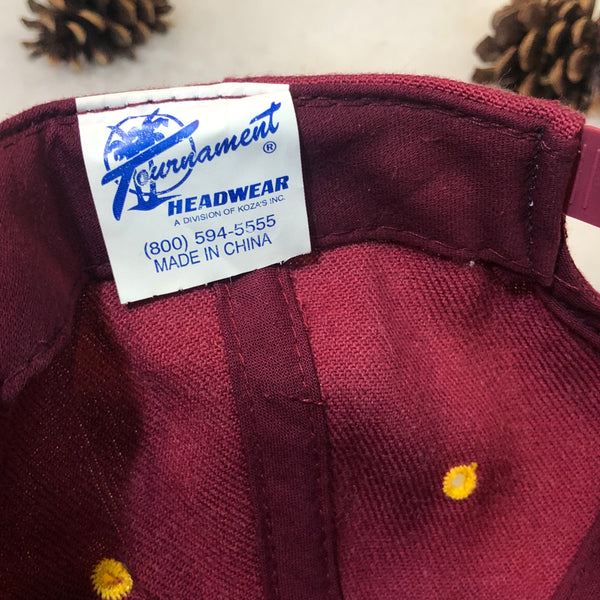 Tournament ®
HEADWEAR
A DIVISION OF KOZA'S INC.
(800) 594-5555
MADE IN CHINA